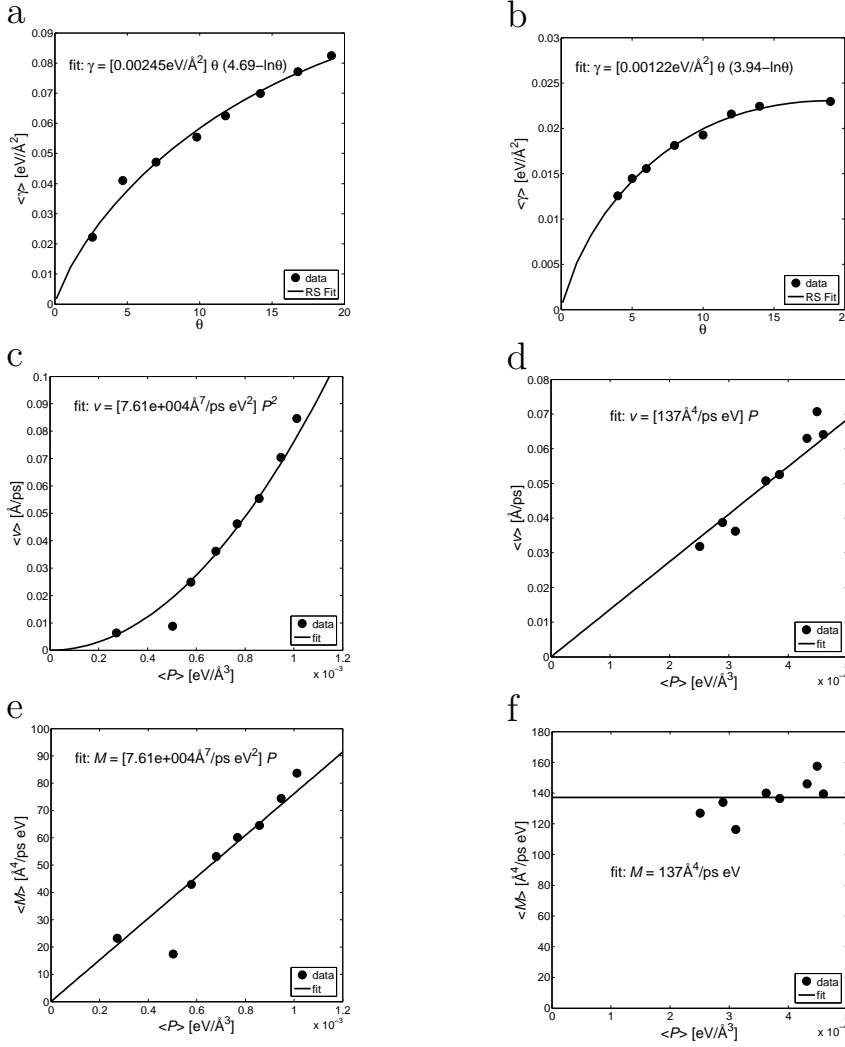 a
fit: γ = [0.00245eV/Å²] θ (4.69−lnθ)
<γ> [eV/Å²]
0.09
0.08
0.07
0.06
0.05
0.04
0.03
0.02
0.01
0
0 5 10 15 20
θ
data
RS Fit
b
fit: γ = [0.00122eV/Å²] θ (3.94−lnθ)
<γ> [eV/Å²]
0.03
0.025
0.02
0.015
0.01
0.005
0
0 5 10 15 20
θ
data
RS Fit
c
fit: v = [7.61e+004Å⁷/ps eV²] P²
<v> [Å/ps]
0.1
0.09
0.08
0.07
0.06
0.05
0.04
0.03
0.02
0.01
0
0 0.2 0.4 0.6 0.8 1 1.2
x 10⁻³
<P> [eV/Å³]
data
fit
d
fit: v = [137Å⁴/ps eV] P
<v> [Å/ps]
0.08
0.07
0.06
0.05
0.04
0.03
0.02
0.01
0
0 1 2 3 4 5
x 10⁻⁴
<P> [eV/Å³]
data
fit
e
fit: M = [7.61e+004Å⁷/ps eV²] P
<M> [Å⁴/ps eV]
100
90
80
70
60
50
40
30
20
10
0
0 0.2 0.4 0.6 0.8 1 1.2
x 10⁻³
<P> [eV/Å³]
data
fit
f
fit: M = 137Å⁴/ps eV
<M> [Å⁴/ps eV]
180
160
140
120
100
80
60
40
20
0
0 1 2 3 4 5
x 10⁻⁴
<P> [eV/Å³]
data
fit